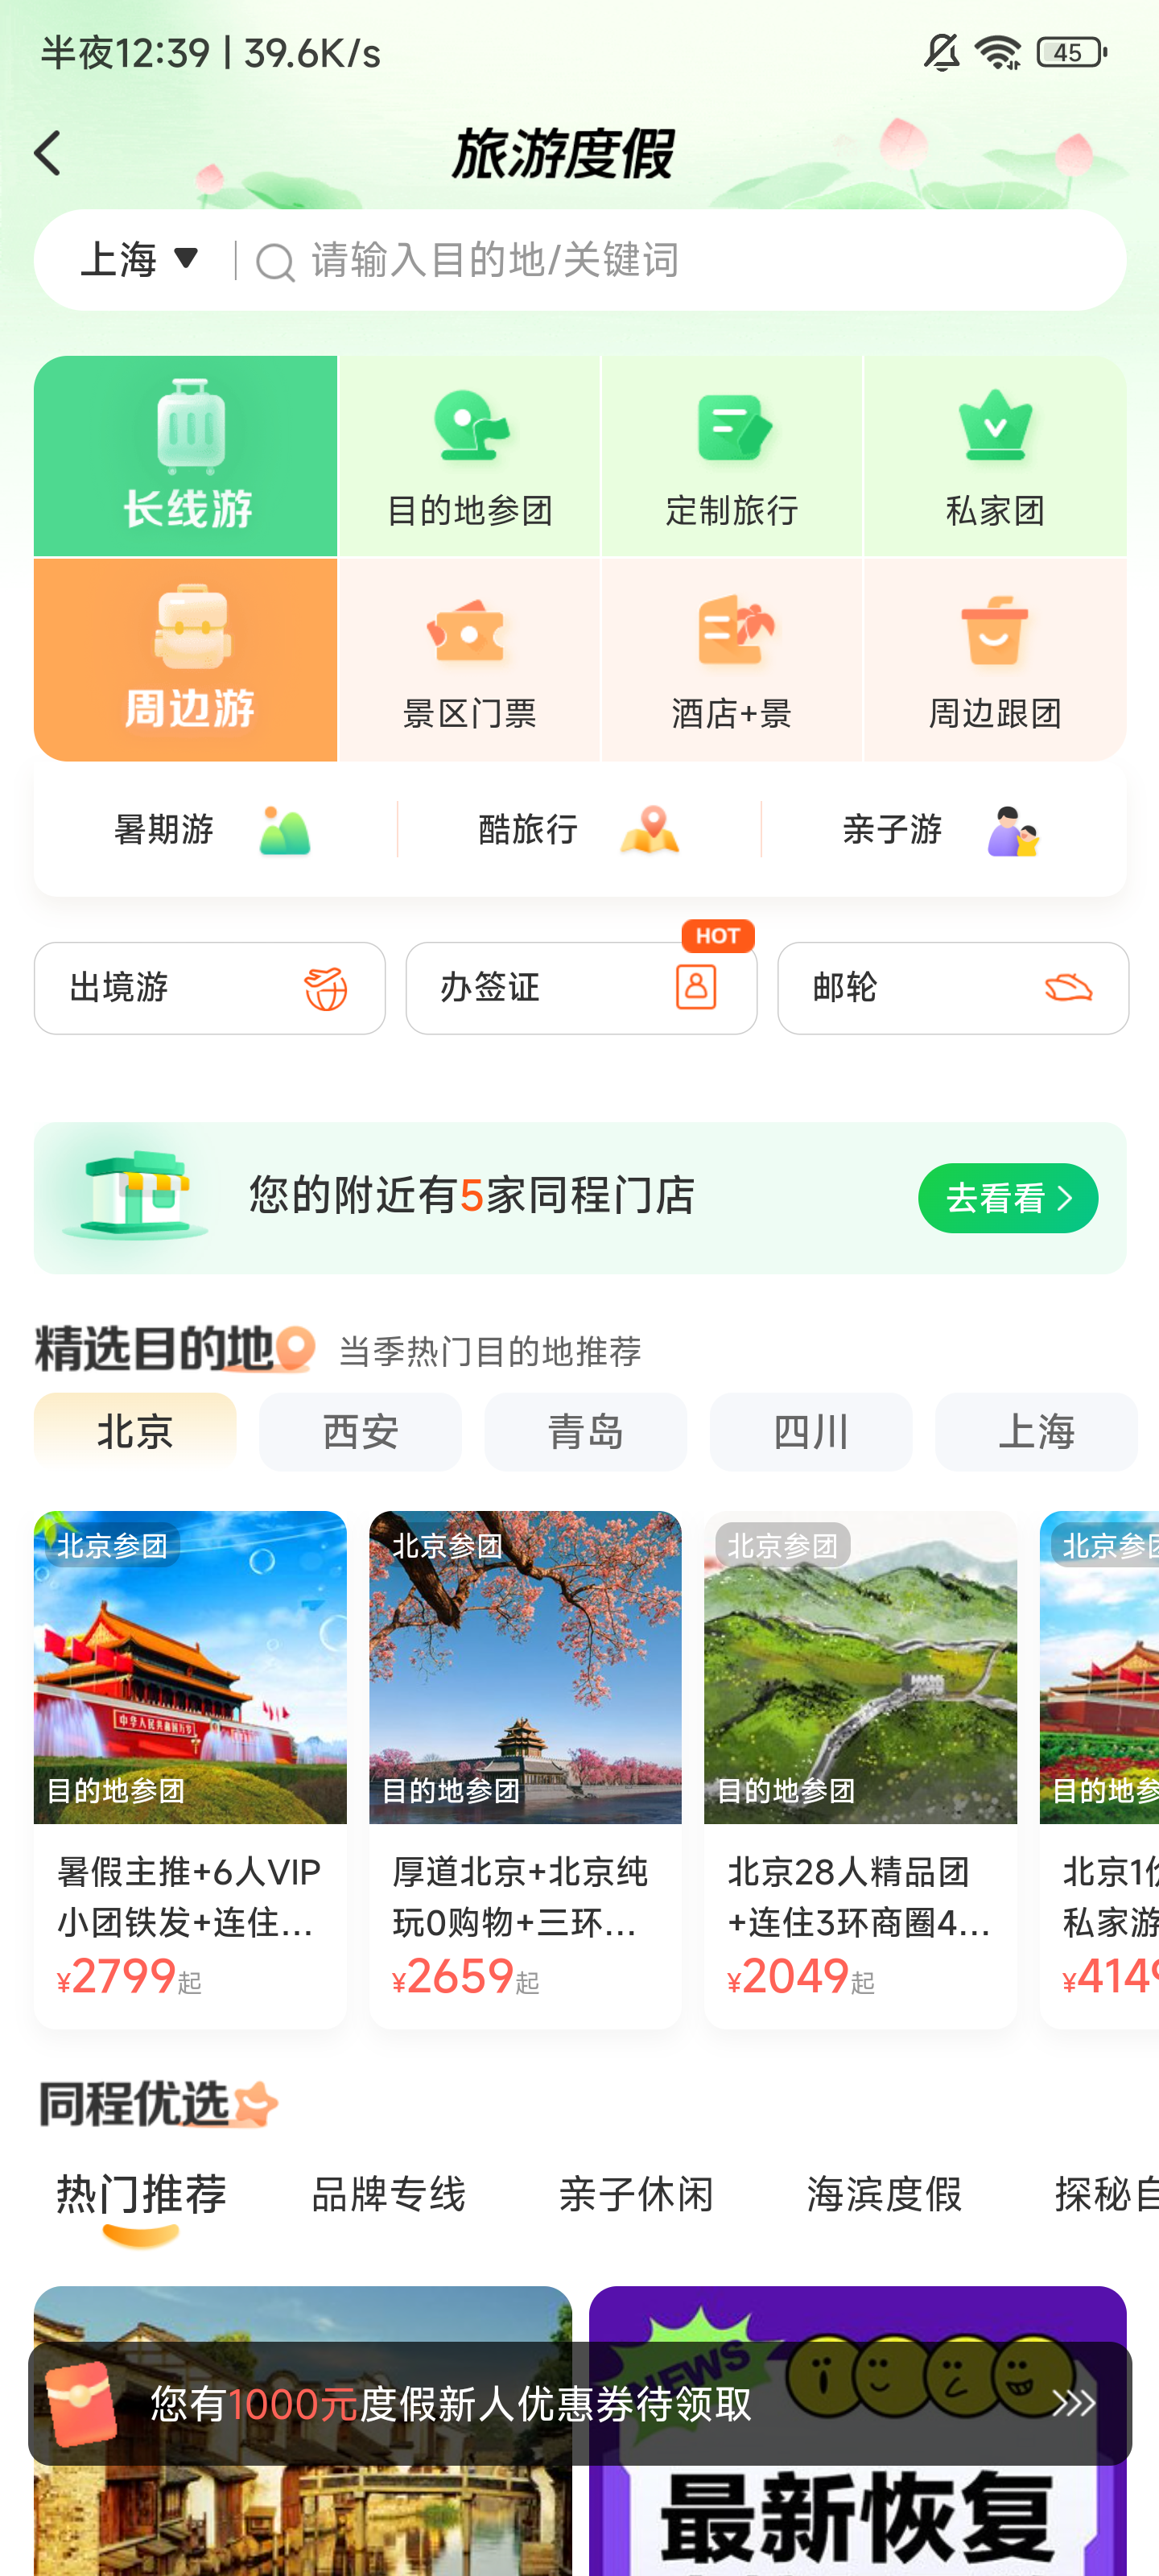 半夜12:39 | 39.6K/s
45
旅游度假
上海 请输入目的地/关键词
长线游
目的地参团
定制旅行
私家团
周边游
景区门票
酒店+景
周边跟团
暑期游
酷旅行
亲子游
HOT
出境游
办签证
邮轮
您的附近有5家同程门店
去看看
精选目的地
当季热门目的地推荐
北京
西安
青岛
四川
上海
北京参团
中华人民共和国万岁
目的地参团
暑假主推+6人VIP
小团铁发+连住...
¥2799起
北京参团
目的地参团
厚道北京+北京纯
玩0购物+三环...
¥2659起
北京参团
目的地参团
北京28人精品团
+连住3环商圈4...
¥2049起
北京参团
目的地参
北京1
私家游
¥4149
同程优选
热门推荐
品牌专线
亲子休闲
海滨度假
探秘自
NEWS
您有1000元度假新人优惠券待领取
最新恢复